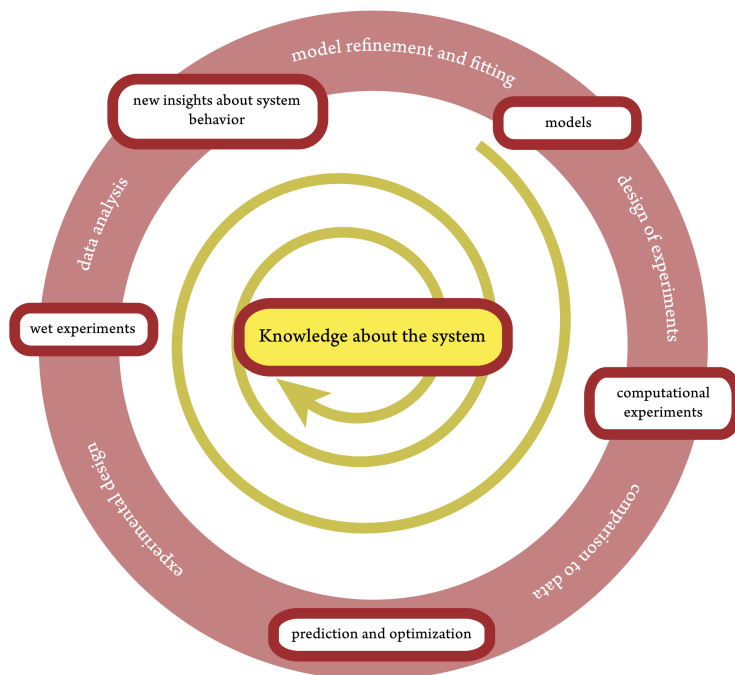 model refinement and fitting
new insights about system
behavior
models
data analysis
design of experiments
wet experiments
Knowledge about the system
computational
experiments
experimental design
comparison to data
prediction and optimization